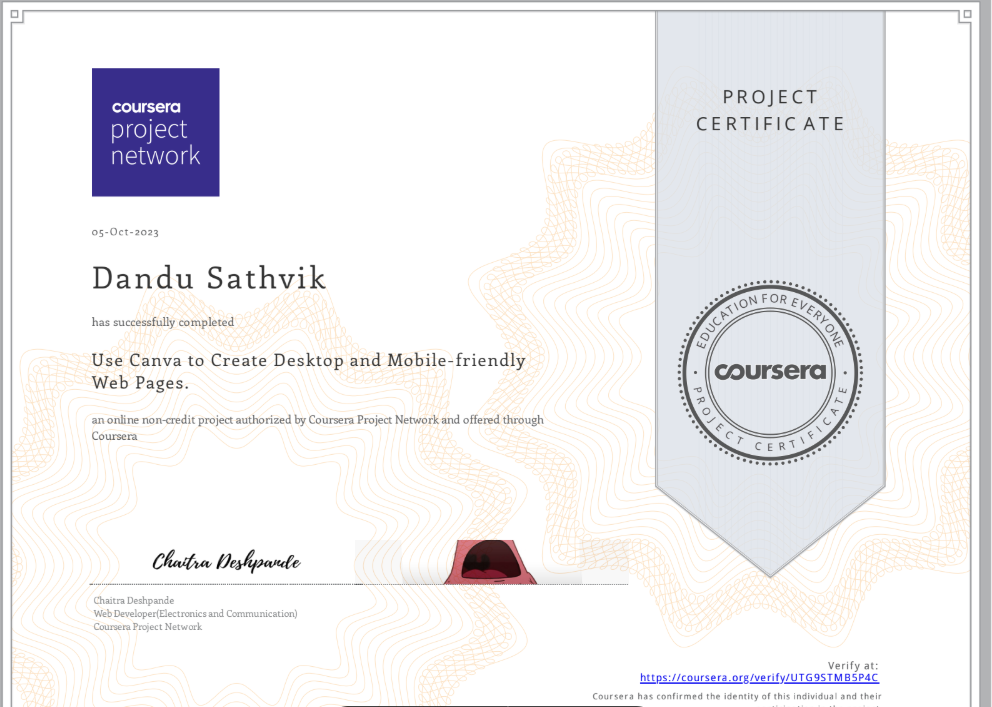 coursera
project
network
PROJECT
CERTIFICATE
05-Oct-2023
Dandu Sathvik
has successfully completed
Use Canva to Create Desktop and Mobile-friendly
Web Pages.
an online non-credit project authorized by Coursera Project Network and offered through
Coursera
EDUCATION FOR EVERYONE
coursera
PROJECT CERTIFICATE
Chaitra Deshpande
Chaitra Deshpande
Web Developer(Electronics and Communication)
Coursera Project Network
Verify at:
https://coursera.org/verify/UTG9STMB5P4C
Coursera has confirmed the identity of this individual and their